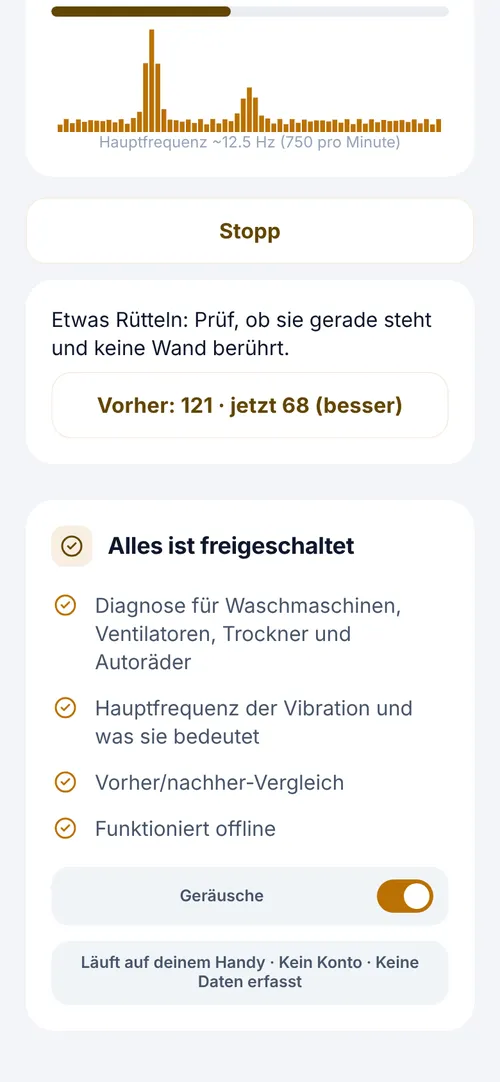 Hauptfrequenz ~12.5 Hz (750 pro Minute)
Stopp
Etwas Rütteln: Prüf, ob sie gerade steht
und keine Wand berührt.
Vorher: 121 · jetzt 68 (besser)
Alles ist freigeschaltet
Diagnose für Waschmaschinen,
Ventilatoren, Trockner und
Autoräder
Hauptfrequenz der Vibration und
was sie bedeutet
Vorher/nachher-Vergleich
Funktioniert offline
Geräusche
Läuft auf deinem Handy · Kein Konto · Keine
Daten erfasst